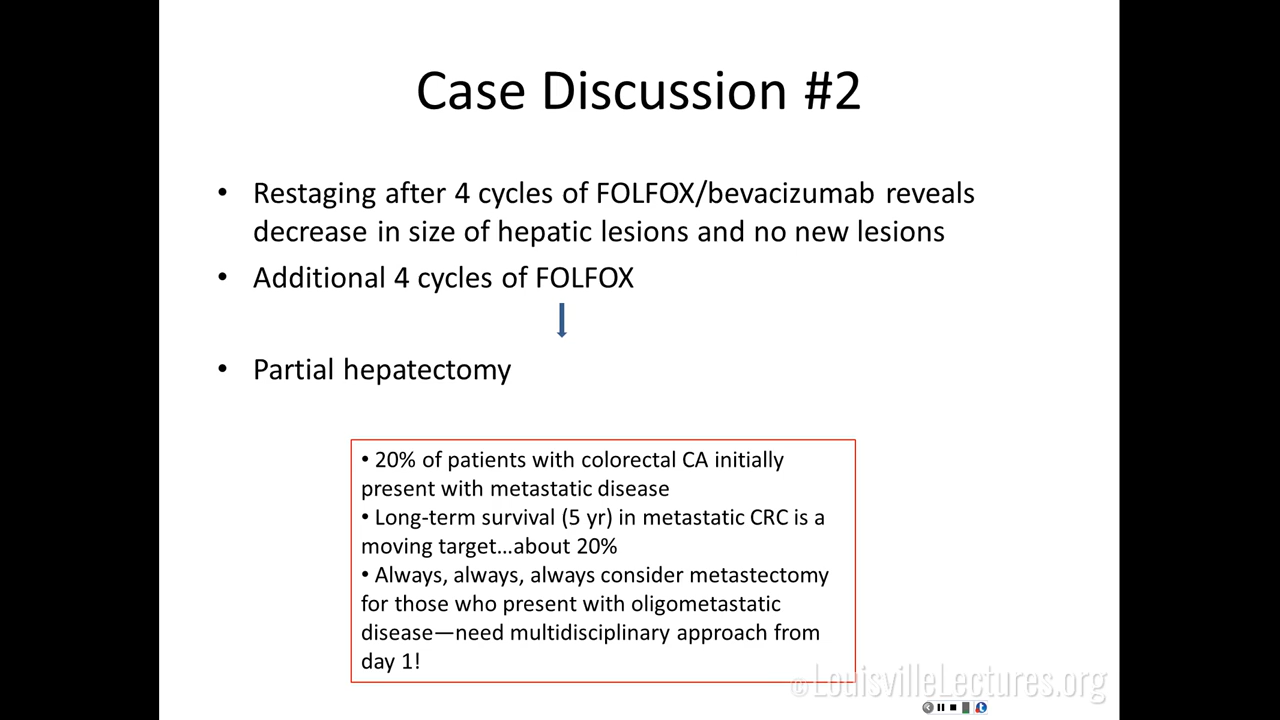 Case Discussion #2
• Restaging after 4 cycles of FOLFOX/bevacizumab reveals
decrease in size of hepatic lesions and no new lesions
• Additional 4 cycles of FOLFOX
• Partial hepatectomy
• 20% of patients with colorectal CA initially
present with metastatic disease
• Long-term survival (5 yr) in metastatic CRC is a
moving target…about 20%
• Always, always, always consider metastectomy
for those who present with oligometastatic
disease—need multidisciplinary approach from
day 1!
©LouisvilleLectures.org